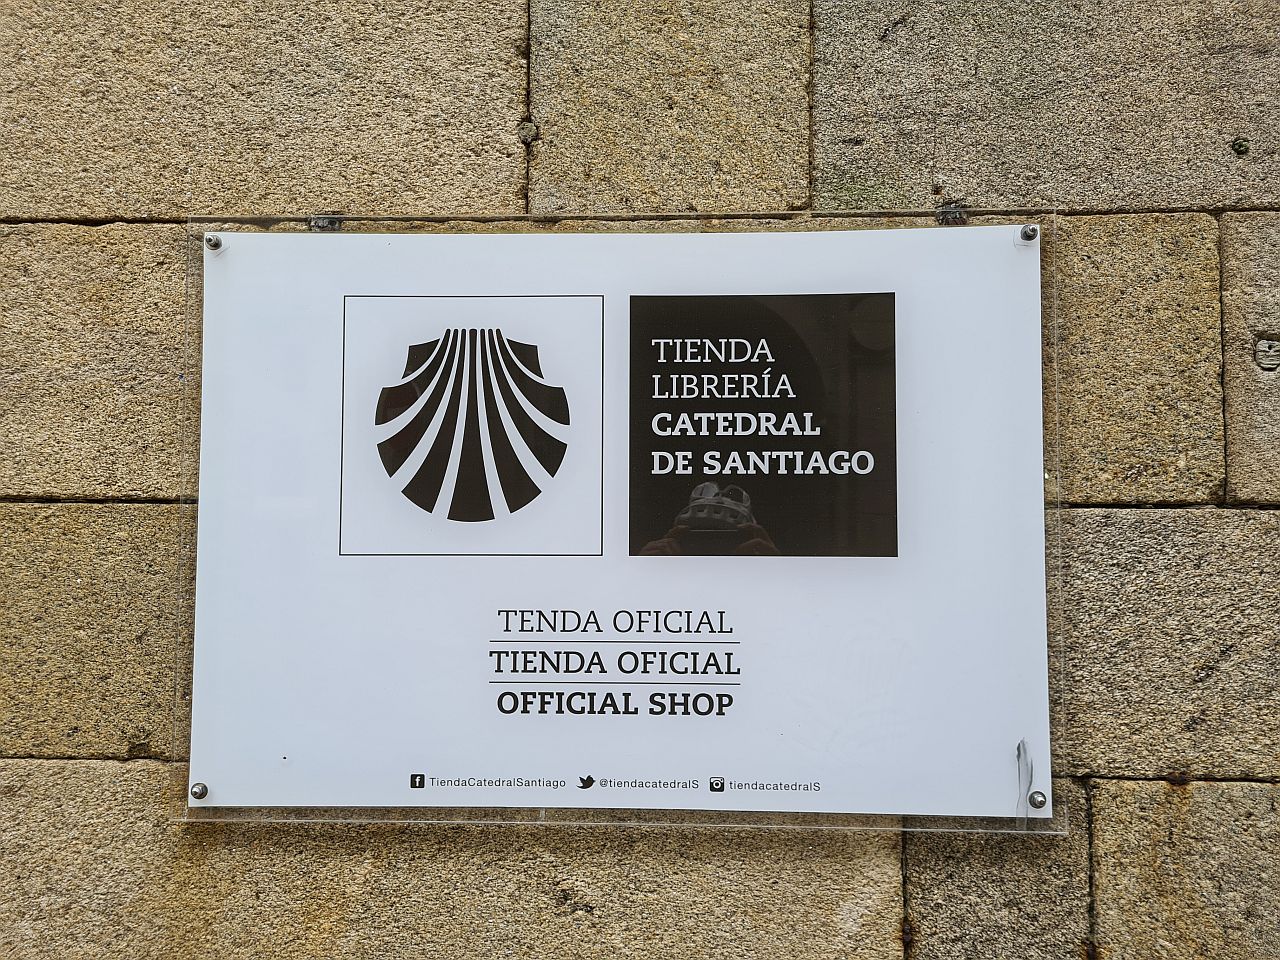 TIENDA
LIBRERÍA
CATEDRAL
DE SANTIAGO
TENDA OFICIAL
TIENDA OFICIAL
OFFICIAL SHOP
TiendaCatedralSantiago @tiendacatedralS tiendacatedralS